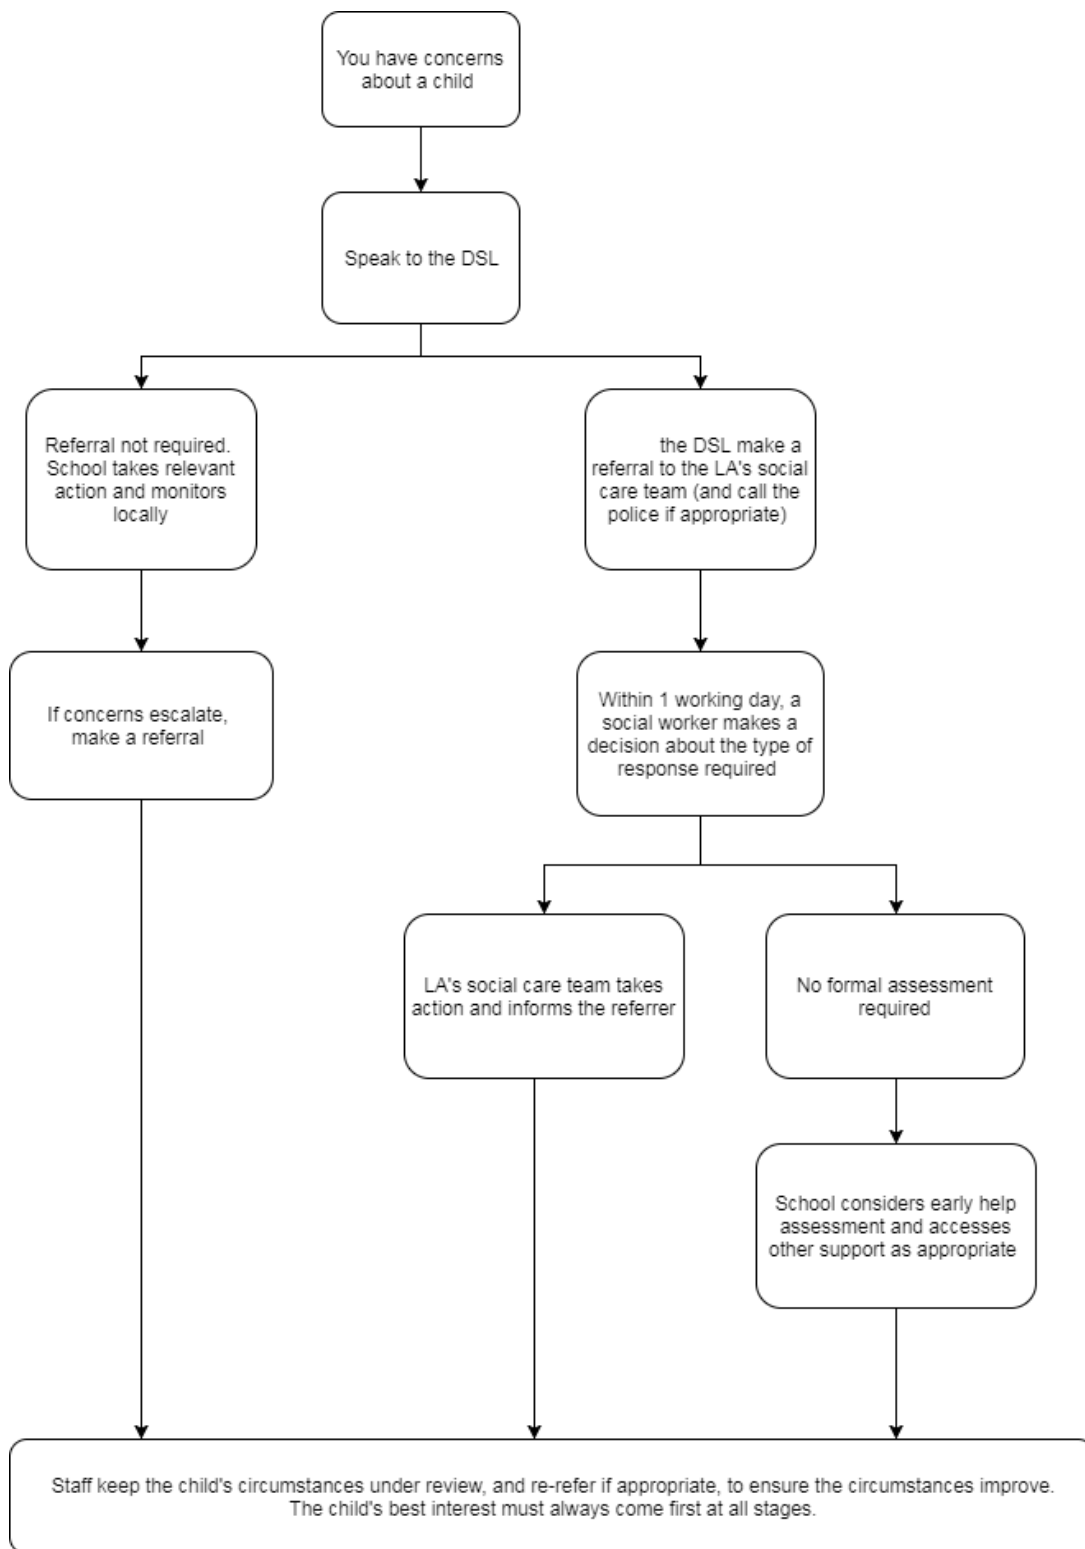 You have concerns
about a child
Speak to the DSL
Referral not required.
School takes relevant
action and monitors
locally
the DSL make a
referral to the LA's social
care team (and call the
police if appropriate)
If concerns escalate,
make a referral
Within 1 working day, a
social worker makes a
decision about the type of
response required
LA's social care team takes
action and informs the referrer
No formal assessment
required
School considers early help
assessment and accesses
other support as appropriate
Staff keep the child's circumstances under review, and re-refer if appropriate, to ensure the circumstances improve.
The child's best interest must always come first at all stages.